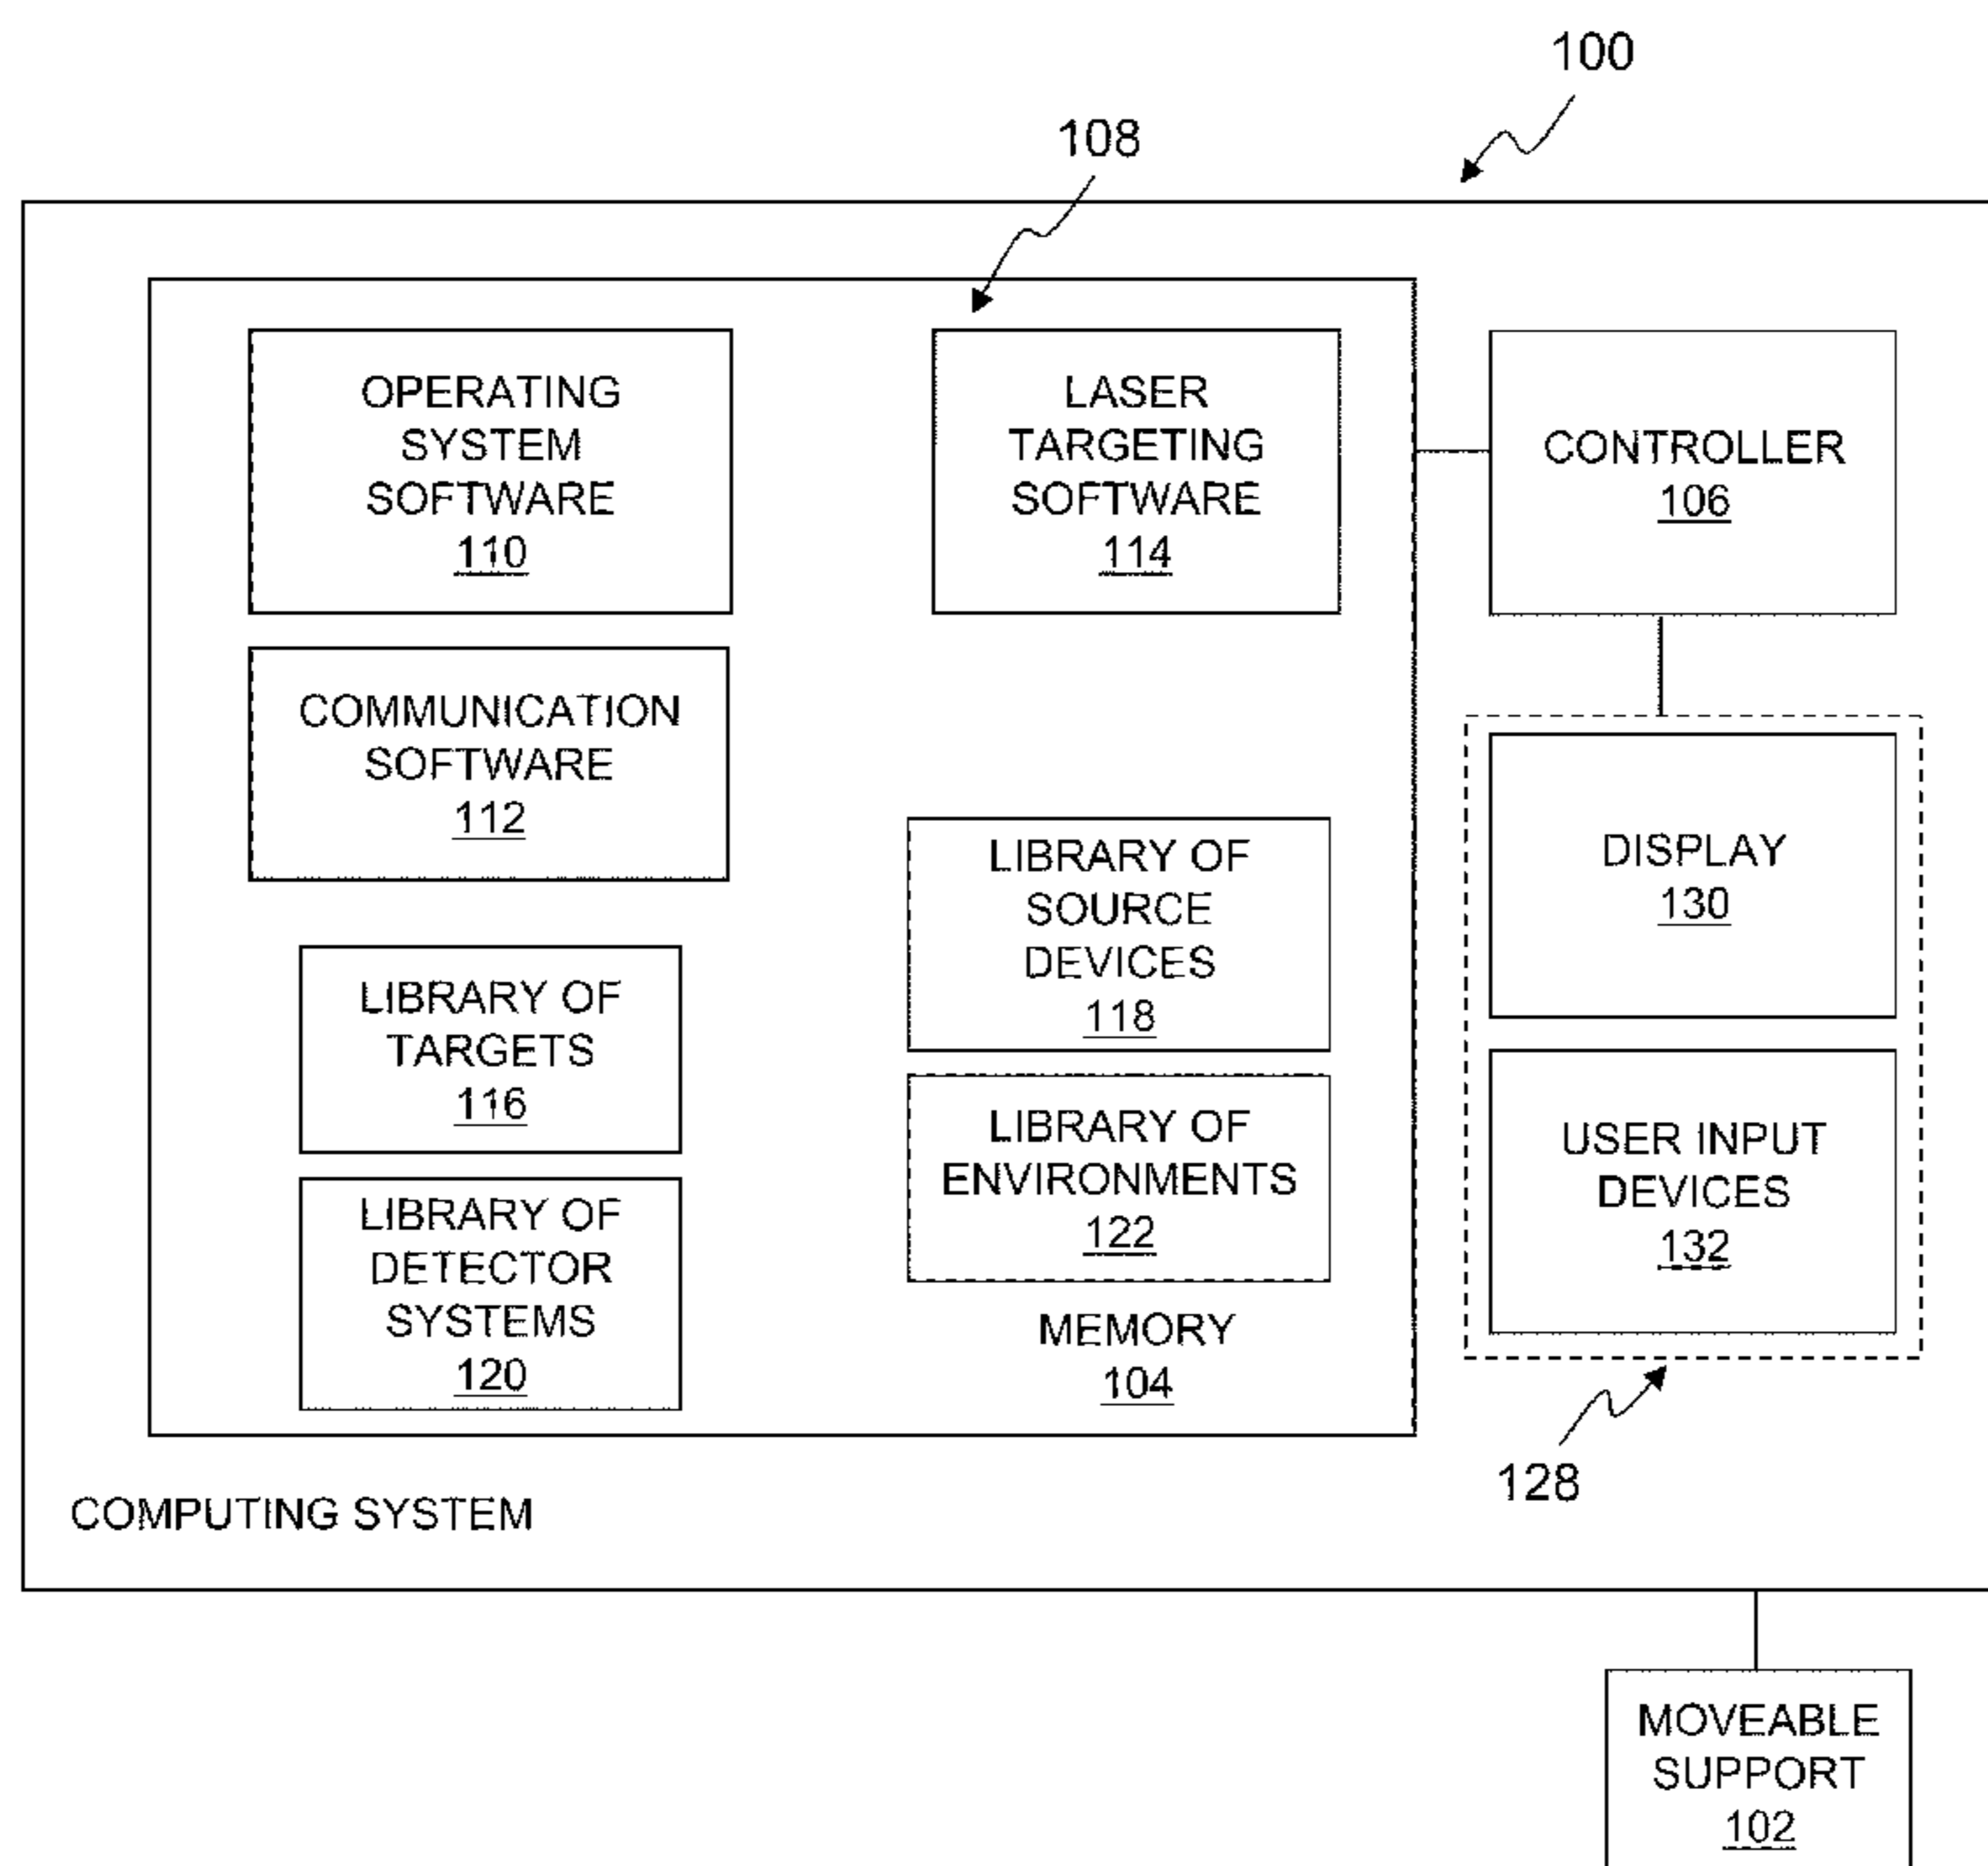 100
108
OPERATING
SYSTEM
SOFTWARE
110
LASER
TARGETING
SOFTWARE
114
CONTROLLER
106
COMMUNICATION
SOFTWARE
112
LIBRARY OF
SOURCE
DEVICES
118
DISPLAY
130
LIBRARY OF
TARGETS
116
LIBRARY OF
ENVIRONMENTS
122
USER INPUT
DEVICES
132
LIBRARY OF
DETECTOR
SYSTEMS
120
MEMORY
104
128
COMPUTING SYSTEM
MOVEABLE
SUPPORT
102